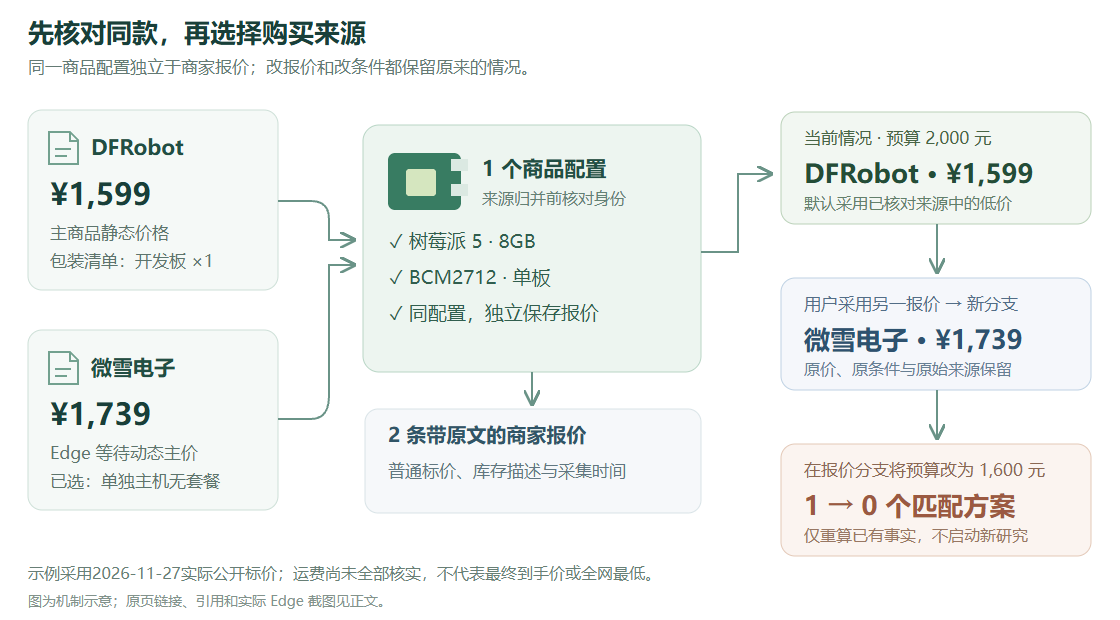 先核对同款，再选择购买来源
同一商品配置独立于商家报价；改报价和改条件都保留原来的情况。
DFRobot
¥1,599
主商品静态价格
包装清单：开发板 ×1
微雪电子
¥1,739
Edge 等待动态主价
已选：单独主机无套餐
1 个商品配置
来源归并前核对身份
✓ 树莓派 5 · 8GB
✓ BCM2712 · 单板
✓ 同配置，独立保存报价
2 条带原文的商家报价
普通标价、库存描述与采集时间
当前情况 · 预算 2,000 元
DFRobot • ¥1,599
默认采用已核对来源中的低价
用户采用另一报价 → 新分支
微雪电子 • ¥1,739
原价、原条件与原始来源保留
在报价分支将预算改为 1,600 元
1 → 0 个匹配方案
仅重算已有事实，不启动新研究
示例采用2026-11-27实际公开标价；运费尚未全部核实，不代表最终到手价或全网最低。
图为机制示意；原页链接、引用和实际 Edge 截图见正文。